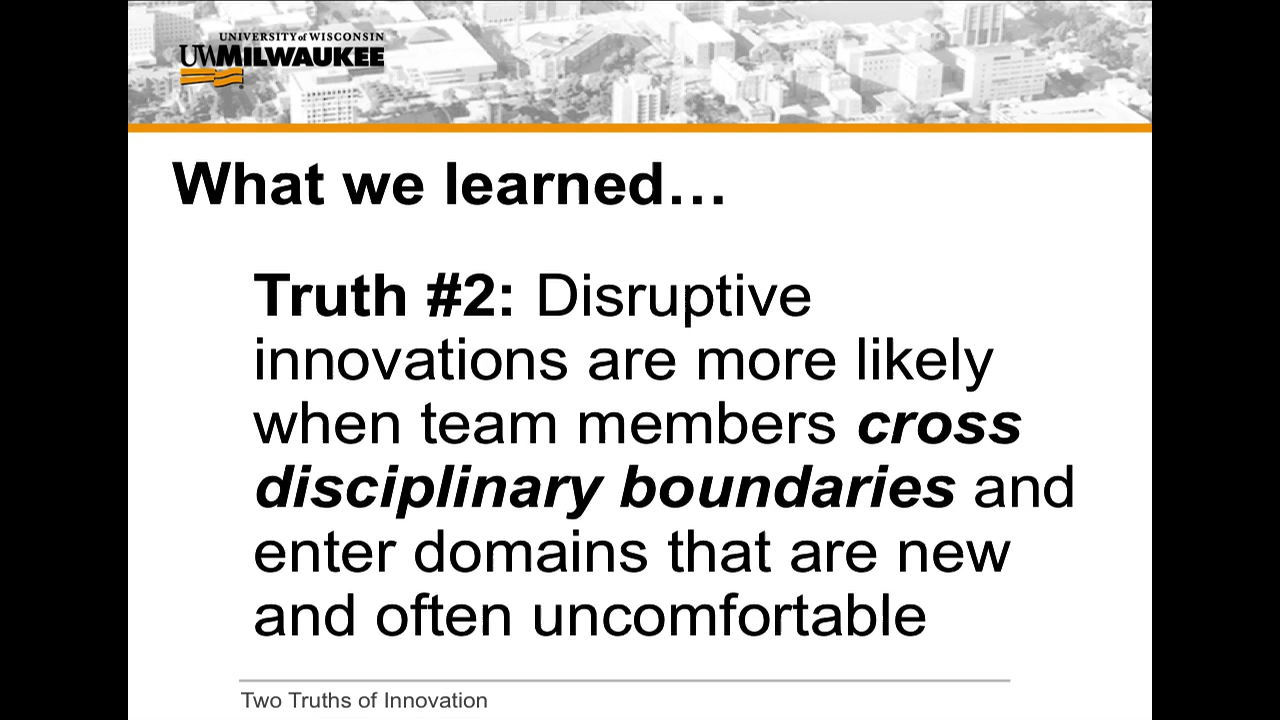 UNIVERSITY of WISCONSIN
UWMILWAUKEE
What we learned…
Truth #2: Disruptive
innovations are more likely
when team members cross
disciplinary boundaries and
enter domains that are new
and often uncomfortable
Two Truths of Innovation